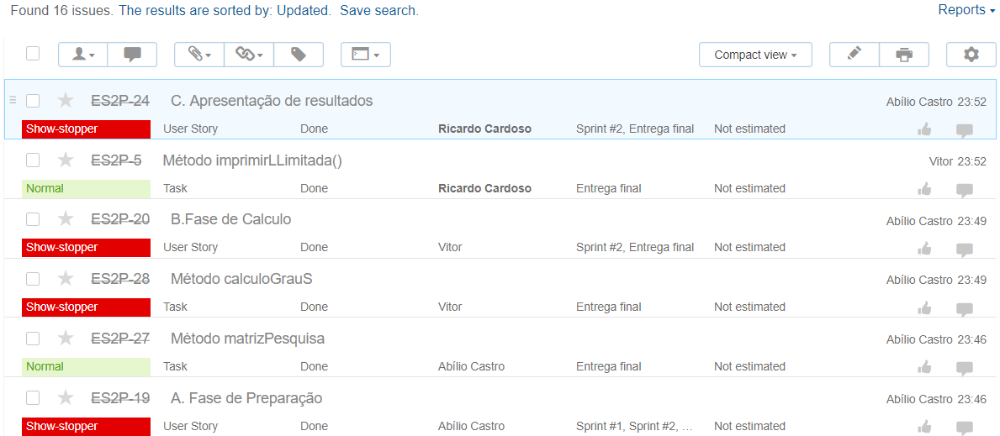 Found 16 issues. The results are sorted by: Updated. Save search. Reports
Compact view
ES2P-24 C. Apresentação de resultados Abílio Castro 23:52
Show-stopper User Story Done Ricardo Cardoso Sprint #2, Entrega final Not estimated
ES2P-5 Método imprimirLLimitada() Vitor 23:52
Normal Task Done Ricardo Cardoso Entrega final Not estimated
ES2P-20 B.Fase de Calculo Abílio Castro 23:49
Show-stopper User Story Done Vitor Sprint #2, Entrega final Not estimated
ES2P-28 Método calculoGrauS Abílio Castro 23:49
Show-stopper Task Done Vitor Entrega final Not estimated
ES2P-27 Método matrizPesquisa Abílio Castro 23:46
Normal Task Done Abílio Castro Entrega final Not estimated
ES2P-19 A. Fase de Preparação Abílio Castro 23:46
Show-stopper User Story Done Abílio Castro Sprint #1, Sprint #2, … Not estimated